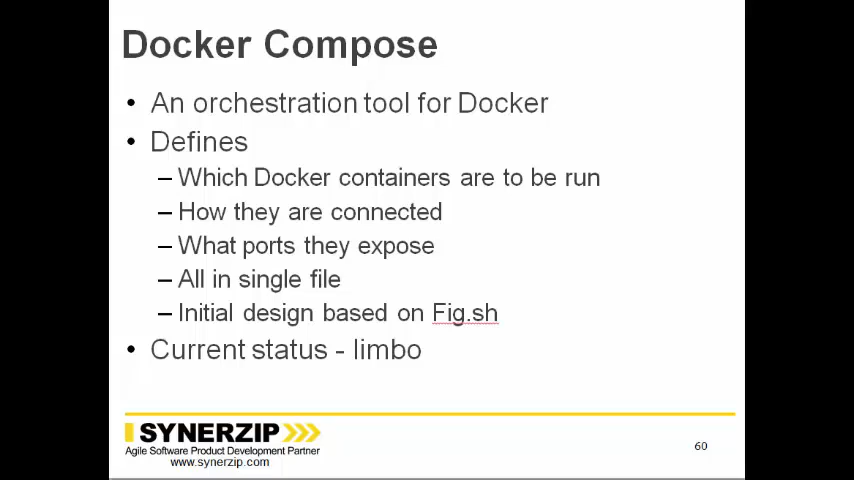 Docker Compose
• An orchestration tool for Docker
• Defines
– Which Docker containers are to be run
– How they are connected
– What ports they expose
– All in single file
– Initial design based on Fig.sh
• Current status - limbo
SYNERZIP
Agile Software Product Development Partner
www.synerzip.com
60